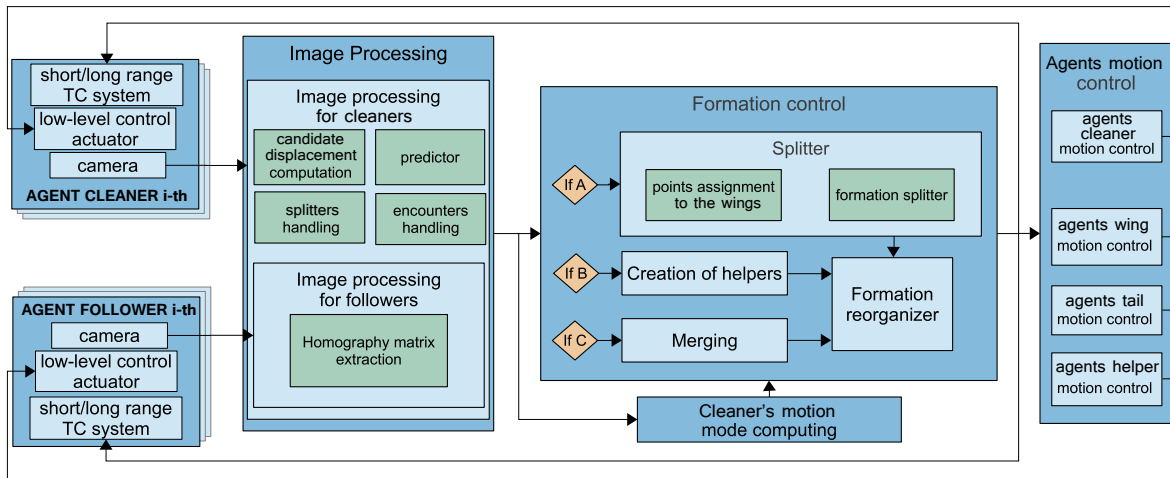 short/long range
TC system
low-level control
actuator
camera
AGENT CLEANER i-th
AGENT FOLLOWER i-th
camera
low-level control
actuator
short/long range
TC system
Image Processing
Image processing
for cleaners
candidate
displacement
computation
predictor
splitters
handling
encounters
handling
Image processing
for followers
Homography matrix
extraction
Formation control
If A
Splitter
points assignment
to the wings
formation splitter
If B
Creation of helpers
If C
Merging
Formation
reorganizer
Cleaner's motion
mode computing
Agents motion
control
agents
cleaner
motion control
agents wing
motion control
agents tail
motion control
agents helper
motion control